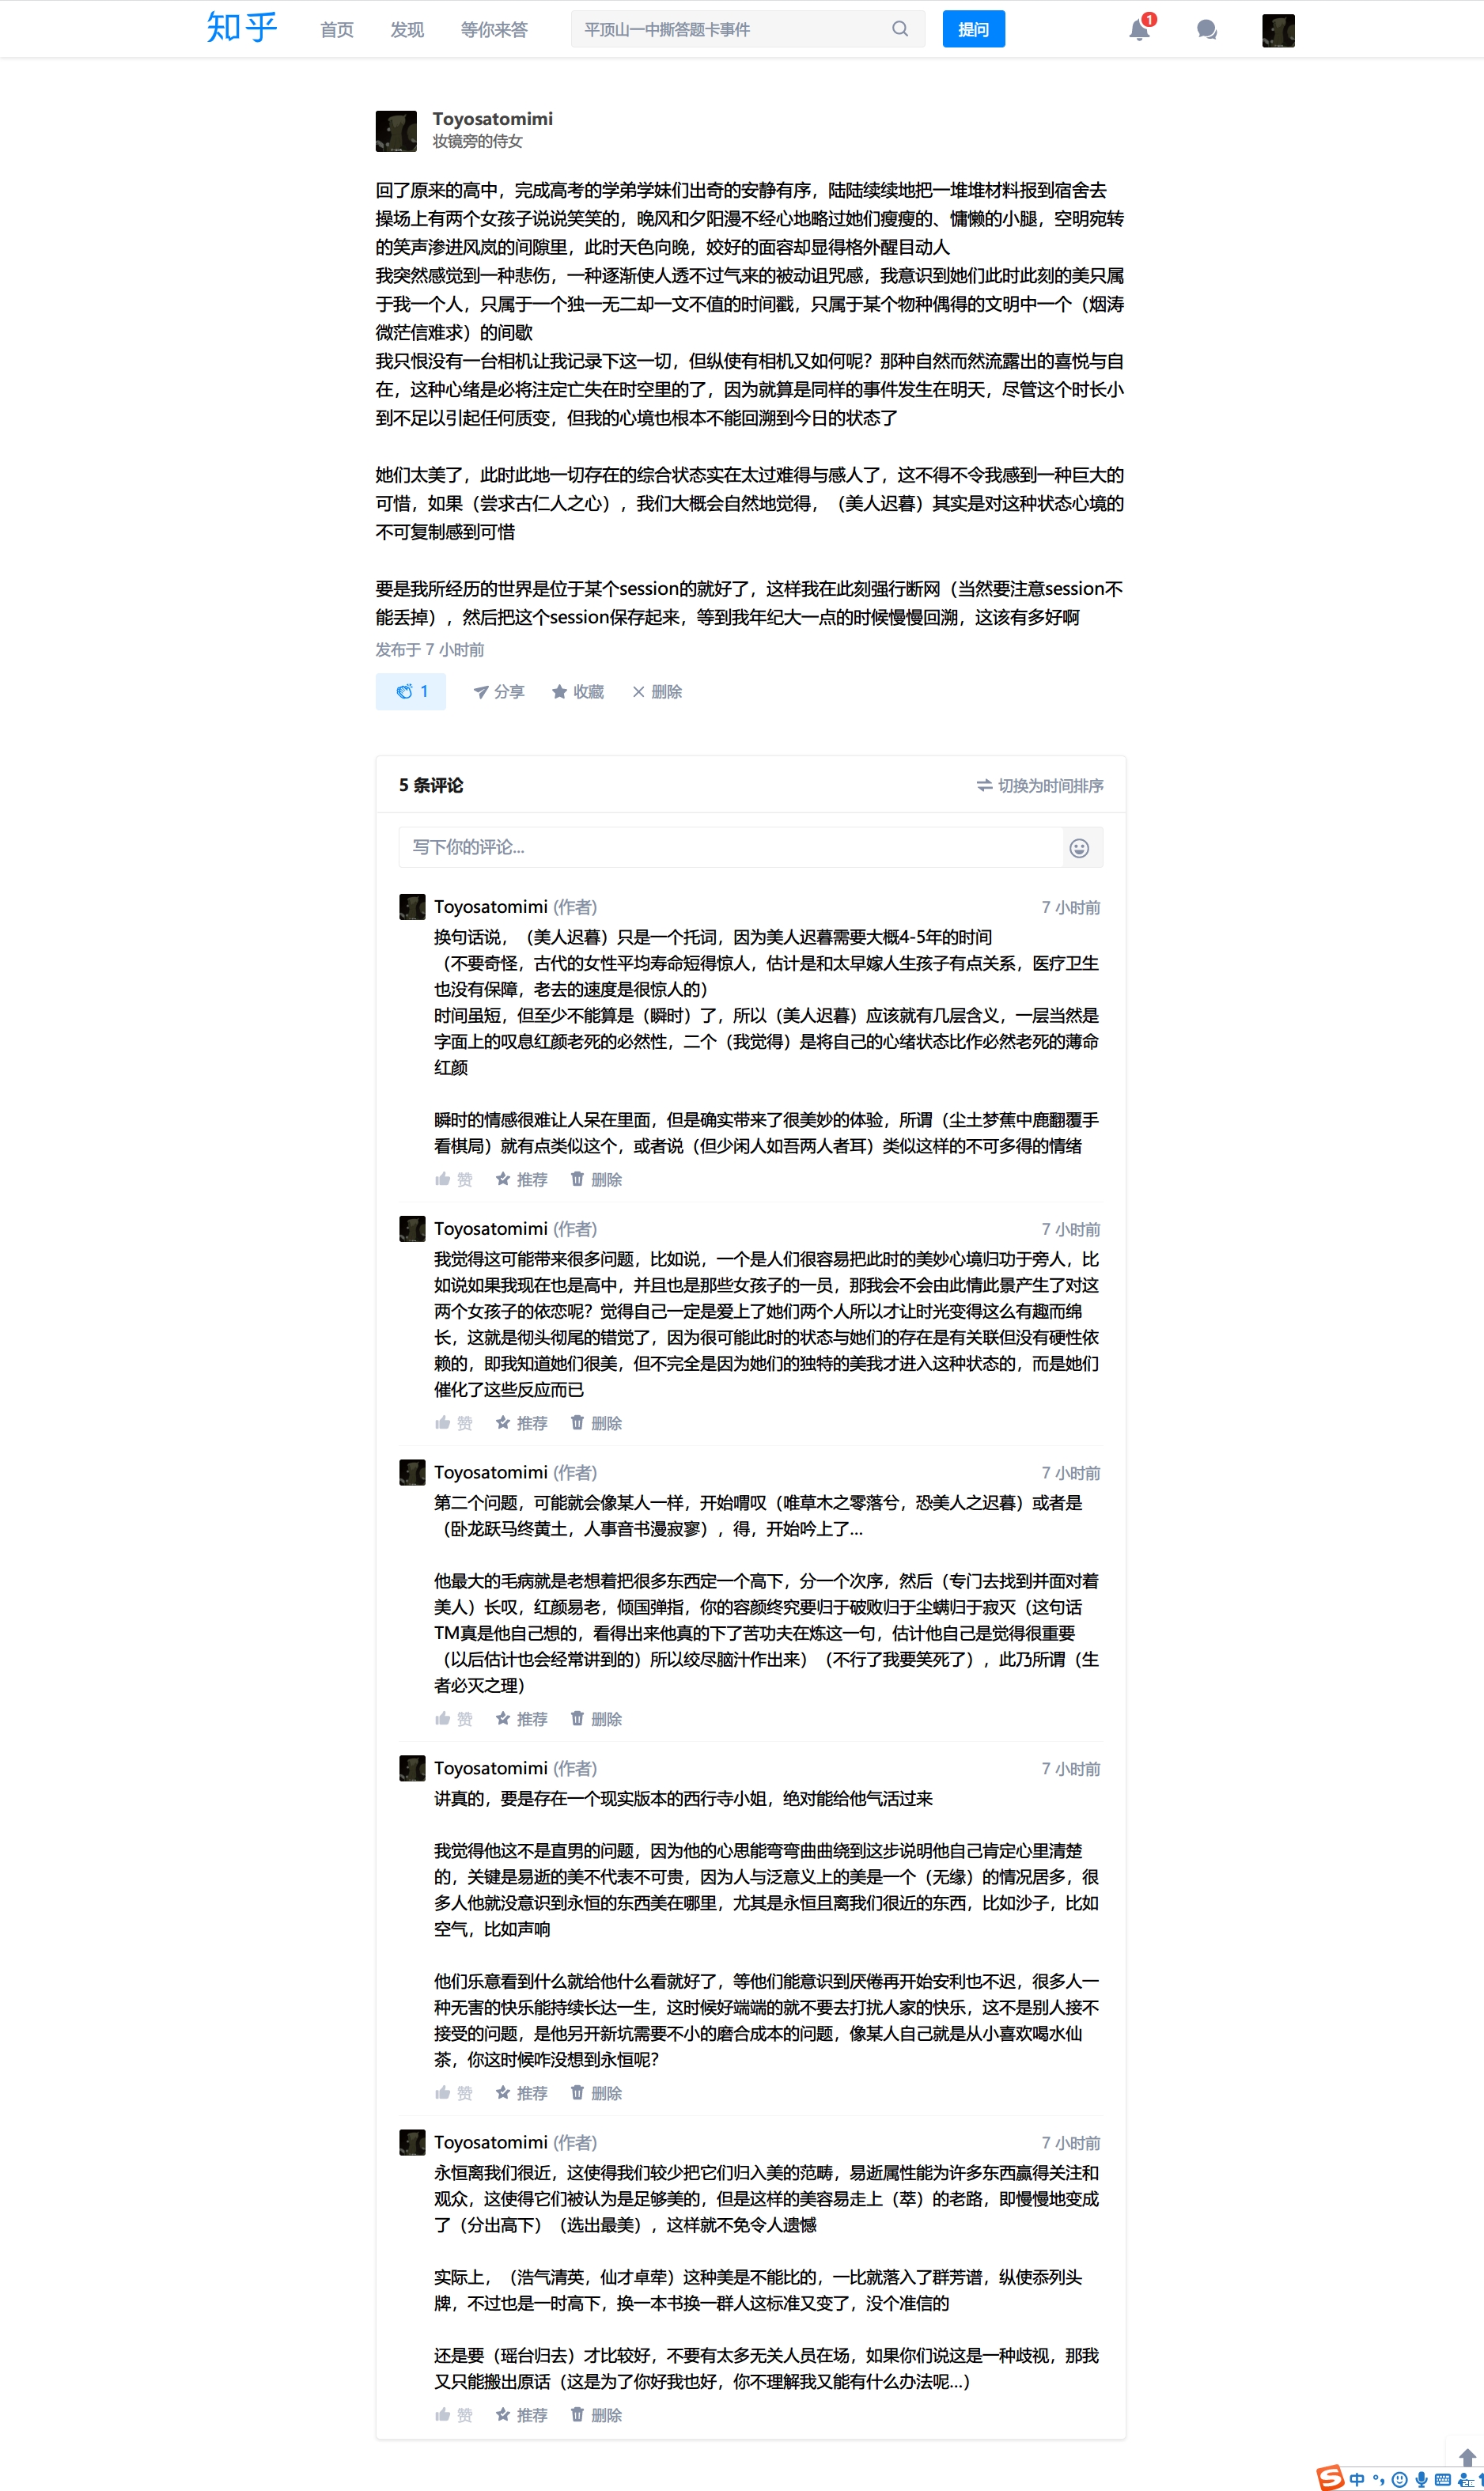 知乎 首页 发现 等你来答 平顶山一中撕答题卡事件 提问 1
Toyosatomimi
妆镜旁的侍女
回了原来的高中，完成高考的学弟学妹们出奇的安静有序，陆陆续续地把一堆堆材料报到宿舍去
操场上有两个女孩子说说笑笑的，晚风和夕阳漫不经心地略过她们瘦瘦的、慵懒的小腿，空明宛转
的笑声渗进风岚的间隙里，此时天色向晚，姣好的面容却显得格外醒目动人
我突然感觉到一种悲伤，一种逐渐使人透不过气来的被动诅咒感，我意识到她们此时此刻的美只属
于我一个人，只属于一个独一无二却一文不值的时间戳，只属于某个物种偶得的文明中一个（烟涛
微茫信难求）的间歇
我只恨没有一台相机让我记录下这一切，但纵使有相机又如何呢？那种自然而然流露出的喜悦与自
在，这种心绪是必将注定亡失在时空里的了，因为就算是同样的事件发生在明天，尽管这个时长小
到不足以引起任何质变，但我的心境也根本不能回溯到今日的状态了
她们太美了，此时此地一切存在的综合状态实在太过难得与感人了，这不得不令我感到一种巨大的
可惜，如果（尝求古仁人之心），我们大概会自然地觉得，（美人迟暮）其实是对这种状态心境的
不可复制感到可惜
要是我所经历的世界是位于某个session的就好了，这样我在此刻强行断网（当然要注意session不
能丢掉），然后把这个session保存起来，等到我年纪大一点的时候慢慢回溯，这该有多好啊
发布于 7 小时前
1 分享 收藏 删除
5 条评论 切换为时间排序
写下你的评论...
Toyosatomimi (作者) 7 小时前
换句话说，（美人迟暮）只是一个托词，因为美人迟暮需要大概4-5年的时间
（不要奇怪，古代的女性平均寿命短得惊人，估计是和太早嫁人生孩子有点关系，医疗卫生
也没有保障，老去的速度是很惊人的）
时间虽短，但至少不能算是（瞬时）了，所以（美人迟暮）应该就有几层含义，一层当然是
字面上的叹息红颜老死的必然性，二个（我觉得）是将自己的心绪状态比作必然老死的薄命
红颜
瞬时的情感很难让人呆在里面，但是确实带来了很美妙的体验，所谓（尘土梦蕉中鹿翻覆手
看棋局）就有点类似这个，或者说（但少闲人如吾两人者耳）类似这样的不可多得的情绪
赞 推荐 删除
Toyosatomimi (作者) 7 小时前
我觉得这可能带来很多问题，比如说，一个是人们很容易把此时的美妙心境归功于旁人，比
如说如果我现在也是高中，并且也是那些女孩子的一员，那我会不会由此情此景产生了对这
两个女孩子的依恋呢？觉得自己一定是爱上了她们两个人所以才让时光变得这么有趣而绵
长，这就是彻头彻尾的错觉了，因为很可能此时的状态与她们的存在是有关联但没有硬性依
赖的，即我知道她们很美，但不完全是因为她们的独特的美我才进入这种状态的，而是她们
催化了这些反应而已
赞 推荐 删除
Toyosatomimi (作者) 7 小时前
第二个问题，可能就会像某人一样，开始喟叹（唯草木之零落兮，恐美人之迟暮）或者是
（卧龙跃马终黄土，人事音书漫寂寥），得，开始吟上了...
他最大的毛病就是老想着把很多东西定一个高下，分一个次序，然后（专门去找到并面对着
美人）长叹，红颜易老，倾国弹指，你的容颜终究要归于破败归于尘螨归于寂灭（这句话
TM真是他自己想的，看得出来他真的下了苦功夫在炼这一句，估计他自己是觉得很重要
（以后估计也会经常讲到的）所以绞尽脑汁作出来）（不行了我要笑死了），此乃所谓（生
者必灭之理）
赞 推荐 删除
Toyosatomimi (作者) 7 小时前
讲真的，要是存在一个现实版本的西行寺小姐，绝对能给他气活过来
我觉得他这不是直男的问题，因为他的心思能弯弯曲曲绕到这步说明他自己肯定心里清楚
的，关键是易逝的美不代表不可贵，因为人与泛意义上的美是一个（无缘）的情况居多，很
多人他就没意识到永恒的东西美在哪里，尤其是永恒且离我们很近的东西，比如沙子，比如
空气，比如声响
他们乐意看到什么就给他什么看就好了，等他们能意识到厌倦再开始安利也不迟，很多人一
种无害的快乐能持续长达一生，这时候好端端的就不要去打扰人家的快乐，这不是别人接不
接受的问题，是他另开新坑需要不小的磨合成本的问题，像某人自己就是从小喜欢喝水仙
茶，你这时候咋没想到永恒呢？
赞 推荐 删除
Toyosatomimi (作者) 7 小时前
永恒离我们很近，这使得我们较少把它们归入美的范畴，易逝属性能为许多东西赢得关注和
观众，这使得它们被认为是足够美的，但是这样的美容易走上（萃）的老路，即慢慢地变成
了（分出高下）（选出最美），这样就不免令人遗憾
实际上，（浩气清英，仙才卓荦）这种美是不能比的，一比就落入了群芳谱，纵使忝列头
牌，不过也是一时高下，换一本书换一群人这标准又变了，没个准信的
还是要（瑶台归去）才比较好，不要有太多无关人员在场，如果你们说这是一种歧视，那我
又只能搬出原话（这是为了你好我也好，你不理解我又能有什么办法呢...）
赞 推荐 删除
S 中